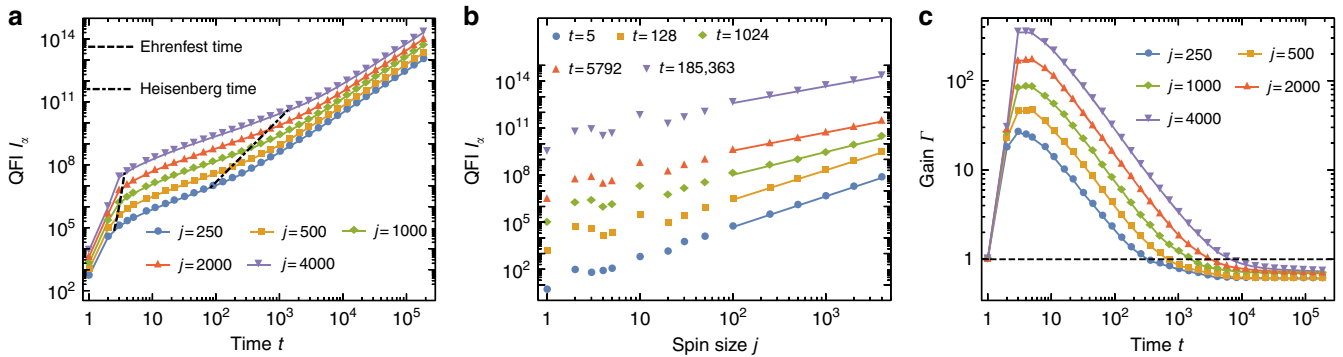 a
QFI Iα
10^14
10^11
10^8
10^5
10^2
Ehrenfest time
Heisenberg time
j=250 j=500 j=1000
j=2000 j=4000
1 10 10^2 10^3 10^4 10^5
Time t
b
QFI Iα
10^14
10^11
10^8
10^5
10^2
t=5 t=128 t=1024
t=5792 t=185,363
1 10 10^2 10^3
Spin size j
c
Gain Γ
10^2
10
1
j=250 j=500
j=1000 j=2000
j=4000
1 10 10^2 10^3 10^4 10^5
Time t